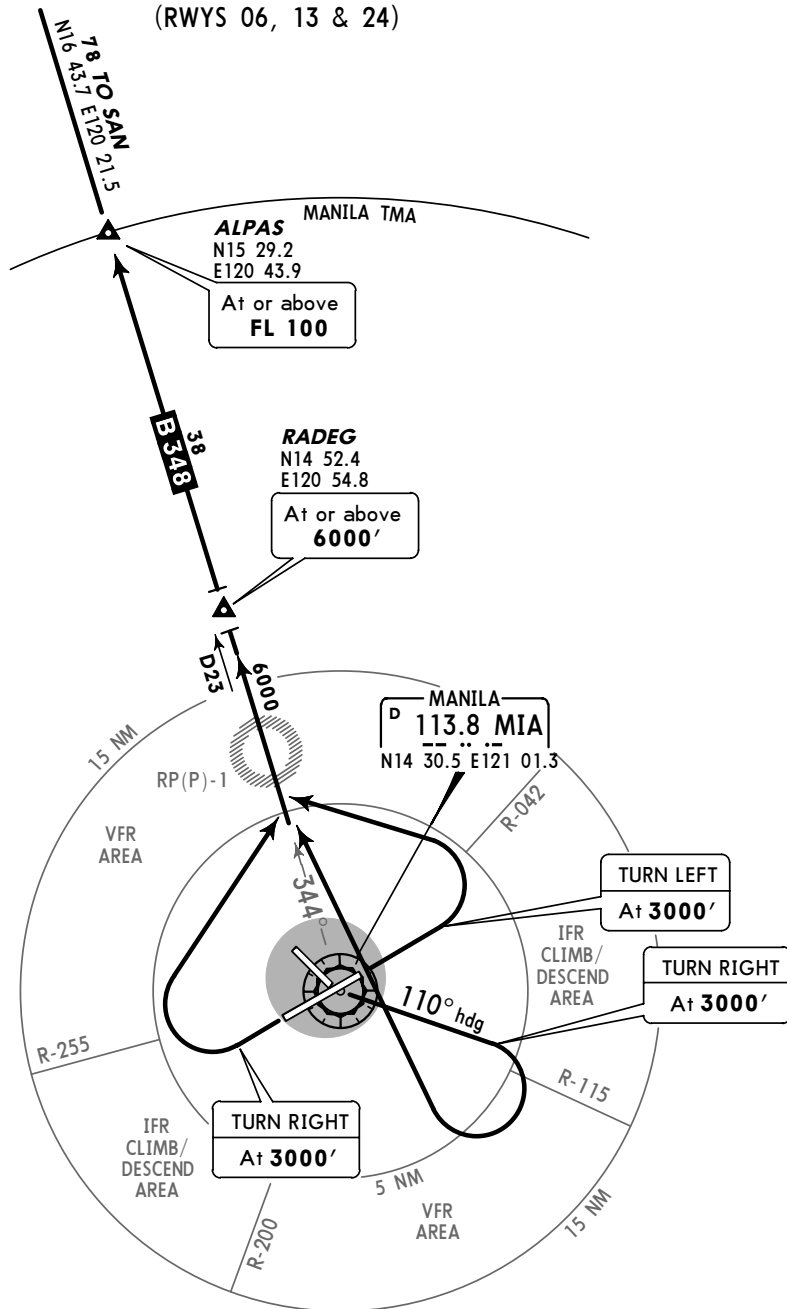 (RWYS 06, 13 & 24)
78 TO SAN
N16 43.7 E120 21.5
MANILA TMA
ALPAS
N15 29.2
E120 43.9
At or above
FL 100
B 348
38
RADEG
N14 52.4
E120 54.8
At or above
6000'
D23
6000
MANILA
D 113.8 MIA
N14 30.5 E121 01.3
15 NM
RP(P)-1
R-042
VFR
AREA
344°
TURN LEFT
At 3000'
IFR
CLIMB/
DESCEND
AREA
TURN RIGHT
At 3000'
110° hdg
R-255
R-115
TURN RIGHT
At 3000'
IFR
CLIMB/
DESCEND
AREA
5 NM
VFR
AREA
15 NM
R-200